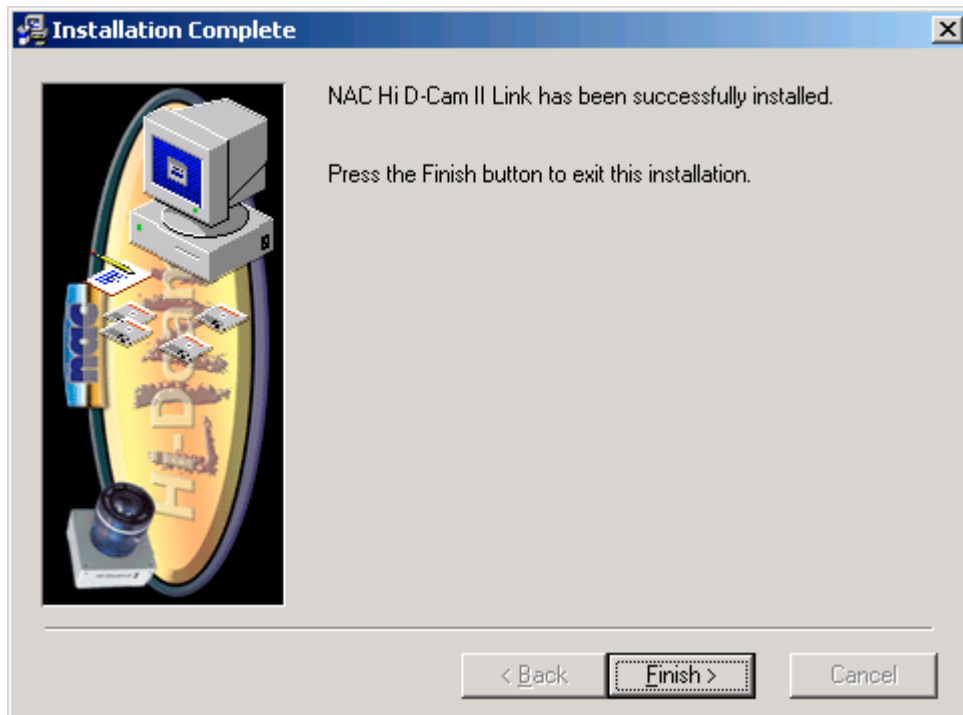 Installation Complete
NAC Hi D-Cam II Link has been successfully installed.
Press the Finish button to exit this installation.
nac
Hi-Dcam
< Back
Finish >
Cancel